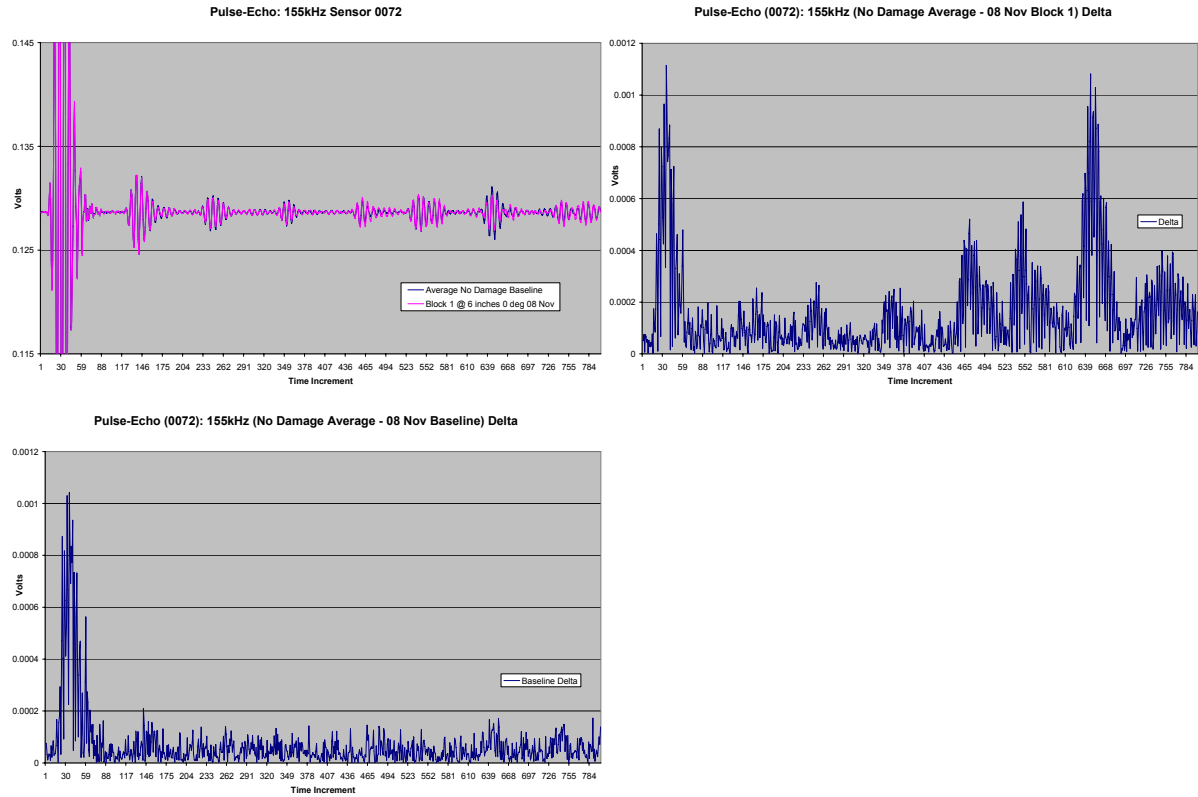 Pulse-Echo: 155kHz Sensor 0072
0.145
0.135
0.125
0.115
Volts
1 30 59 88 117 146 175 204 233 262 291 320 349 378 407 436 465 494 523 552 581 610 639 668 697 726 755 784
Time Increment
Average No Damage Baseline
Block 1 @ 6 inches 0 deg 08 Nov
Pulse-Echo (0072): 155kHz (No Damage Average - 08 Nov Block 1) Delta
0.0012
0.001
0.0008
0.0006
0.0004
0.0002
0
Volts
1 30 59 88 117 146 175 204 233 262 291 320 349 378 407 436 465 494 523 552 581 610 639 668 697 726 755 784
Time Increment
Delta
Pulse-Echo (0072): 155kHz (No Damage Average - 08 Nov Baseline) Delta
0.0012
0.001
0.0008
0.0006
0.0004
0.0002
0
Volts
1 30 59 88 117 146 175 204 233 262 291 320 349 378 407 436 465 494 523 552 581 610 639 668 697 726 755 784
Time Increment
Baseline Delta